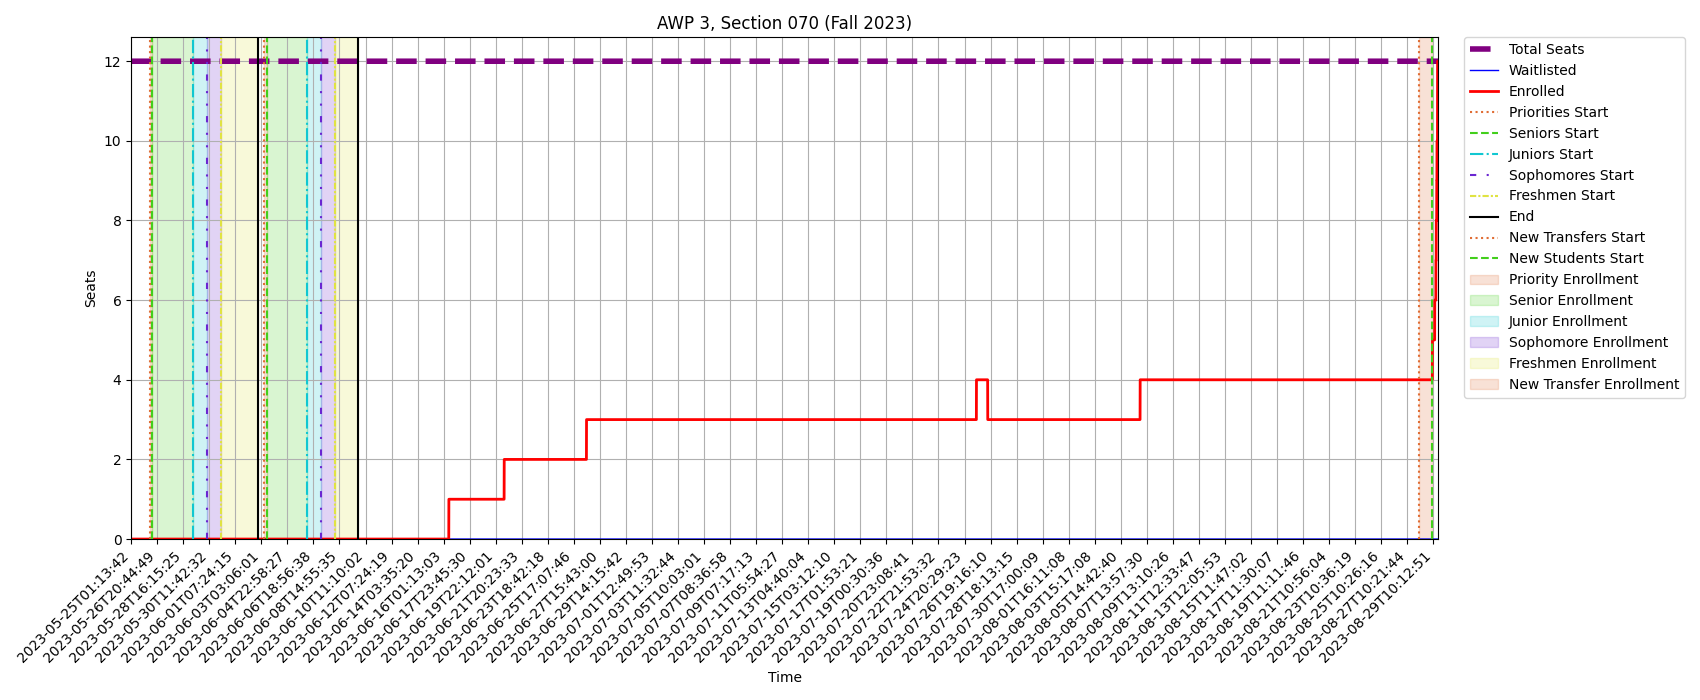 AWP 3, Section 070 (Fall 2023)
Seats
12
10
8
6
4
2
0
2023-05-25T01:13:42
2023-05-26T20:44:49
2023-05-28T16:15:25
2023-05-30T11:42:32
2023-06-01T07:24:15
2023-06-03T03:06:01
2023-06-04T22:58:27
2023-06-06T18:56:38
2023-06-08T14:55:35
2023-06-10T11:10:02
2023-06-12T07:24:19
2023-06-14T04:35:20
2023-06-16T01:13:03
2023-06-17T23:45:30
2023-06-19T22:12:01
2023-06-21T20:23:33
2023-06-23T18:42:18
2023-06-25T17:07:46
2023-06-27T15:43:00
2023-06-29T14:15:42
2023-07-01T12:49:53
2023-07-03T11:32:44
2023-07-05T10:03:01
2023-07-07T08:36:58
2023-07-09T07:17:13
2023-07-11T05:54:27
2023-07-13T04:40:04
2023-07-15T03:12:10
2023-07-17T01:53:21
2023-07-19T00:30:36
2023-07-20T23:08:41
2023-07-22T21:53:32
2023-07-24T20:29:23
2023-07-26T19:16:10
2023-07-28T18:13:15
2023-07-30T17:00:09
2023-08-01T16:11:08
2023-08-03T15:17:08
2023-08-05T14:42:40
2023-08-07T13:57:30
2023-08-09T13:10:26
2023-08-11T12:33:47
2023-08-13T12:05:53
2023-08-15T11:47:02
2023-08-17T11:30:07
2023-08-19T11:11:46
2023-08-21T10:56:04
2023-08-23T10:36:19
2023-08-25T10:26:16
2023-08-27T10:21:44
2023-08-29T10:12:51
Time
Total Seats
Waitlisted
Enrolled
Priorities Start
Seniors Start
Juniors Start
Sophomores Start
Freshmen Start
End
New Transfers Start
New Students Start
Priority Enrollment
Senior Enrollment
Junior Enrollment
Sophomore Enrollment
Freshmen Enrollment
New Transfer Enrollment